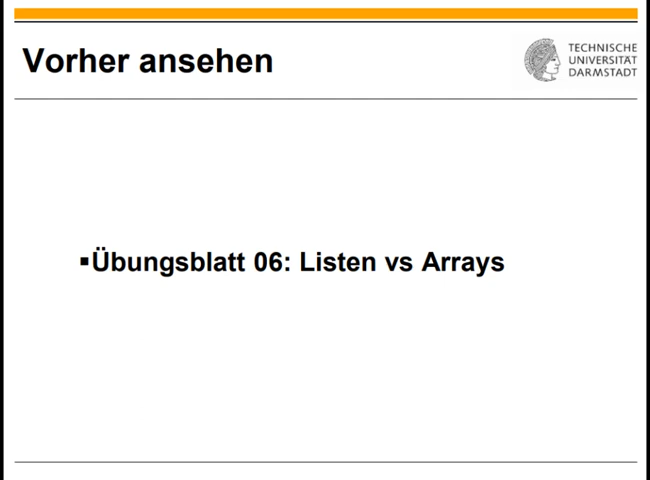 Vorher ansehen
TECHNISCHE
UNIVERSITÄT
DARMSTADT
▪Übungsblatt 06: Listen vs Arrays